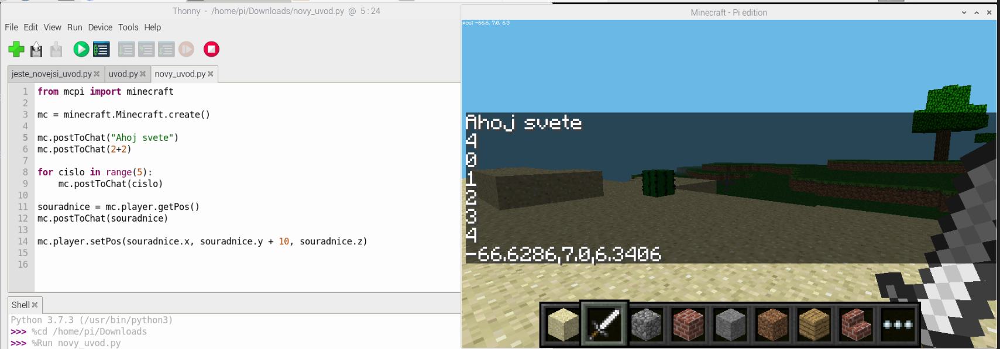 Thonny - /home/pi/Downloads/novy_uvod.py @ 5 : 24
File Edit View Run Device Tools Help
jeste_novejsi_uvod.py uvod.py novy_uvod.py
1 from mcpi import minecraft
2
3 mc = minecraft.Minecraft.create()
4
5 mc.postToChat("Ahoj svete")
6 mc.postToChat(2+2)
7
8 for cislo in range(5):
9     mc.postToChat(cislo)
10
11 souradnice = mc.player.getPos()
12 mc.postToChat(souradnice)
13
14 mc.player.setPos(souradnice.x, souradnice.y + 10, souradnice.z)
15
16
Shell
Python 3.7.3 (/usr/bin/python3)
>>> %cd /home/pi/Downloads
>>> %Run novy_uvod.py
Minecraft - Pi edition
pos: -66.6, 7.0, 6.3
Ahoj svete
4
0
1
2
3
4
-66.6286,7.0,6.3406